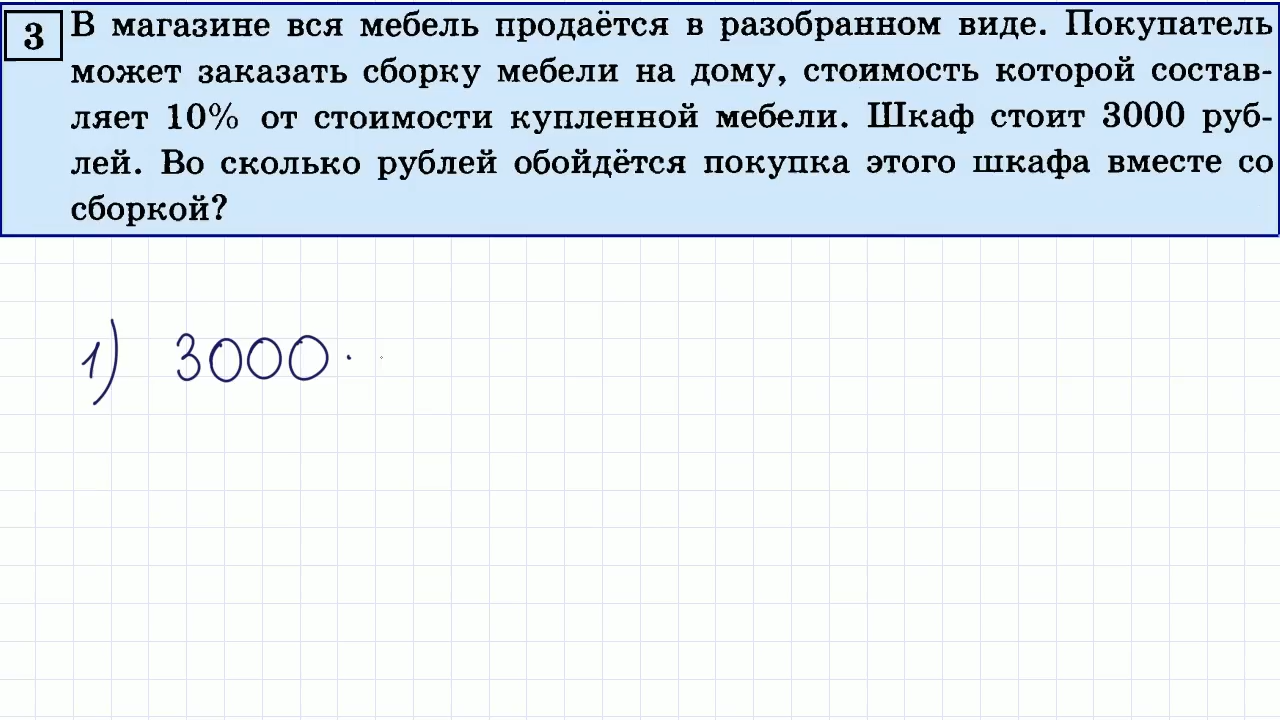 3
В магазине вся мебель продаётся в разобранном виде. Покупатель
может заказать сборку мебели на дому, стоимость которой состав-
ляет 10% от стоимости купленной мебели. Шкаф стоит 3000 руб-
лей. Во сколько рублей обойдётся покупка этого шкафа вместе со
сборкой?
1) 3000 ·